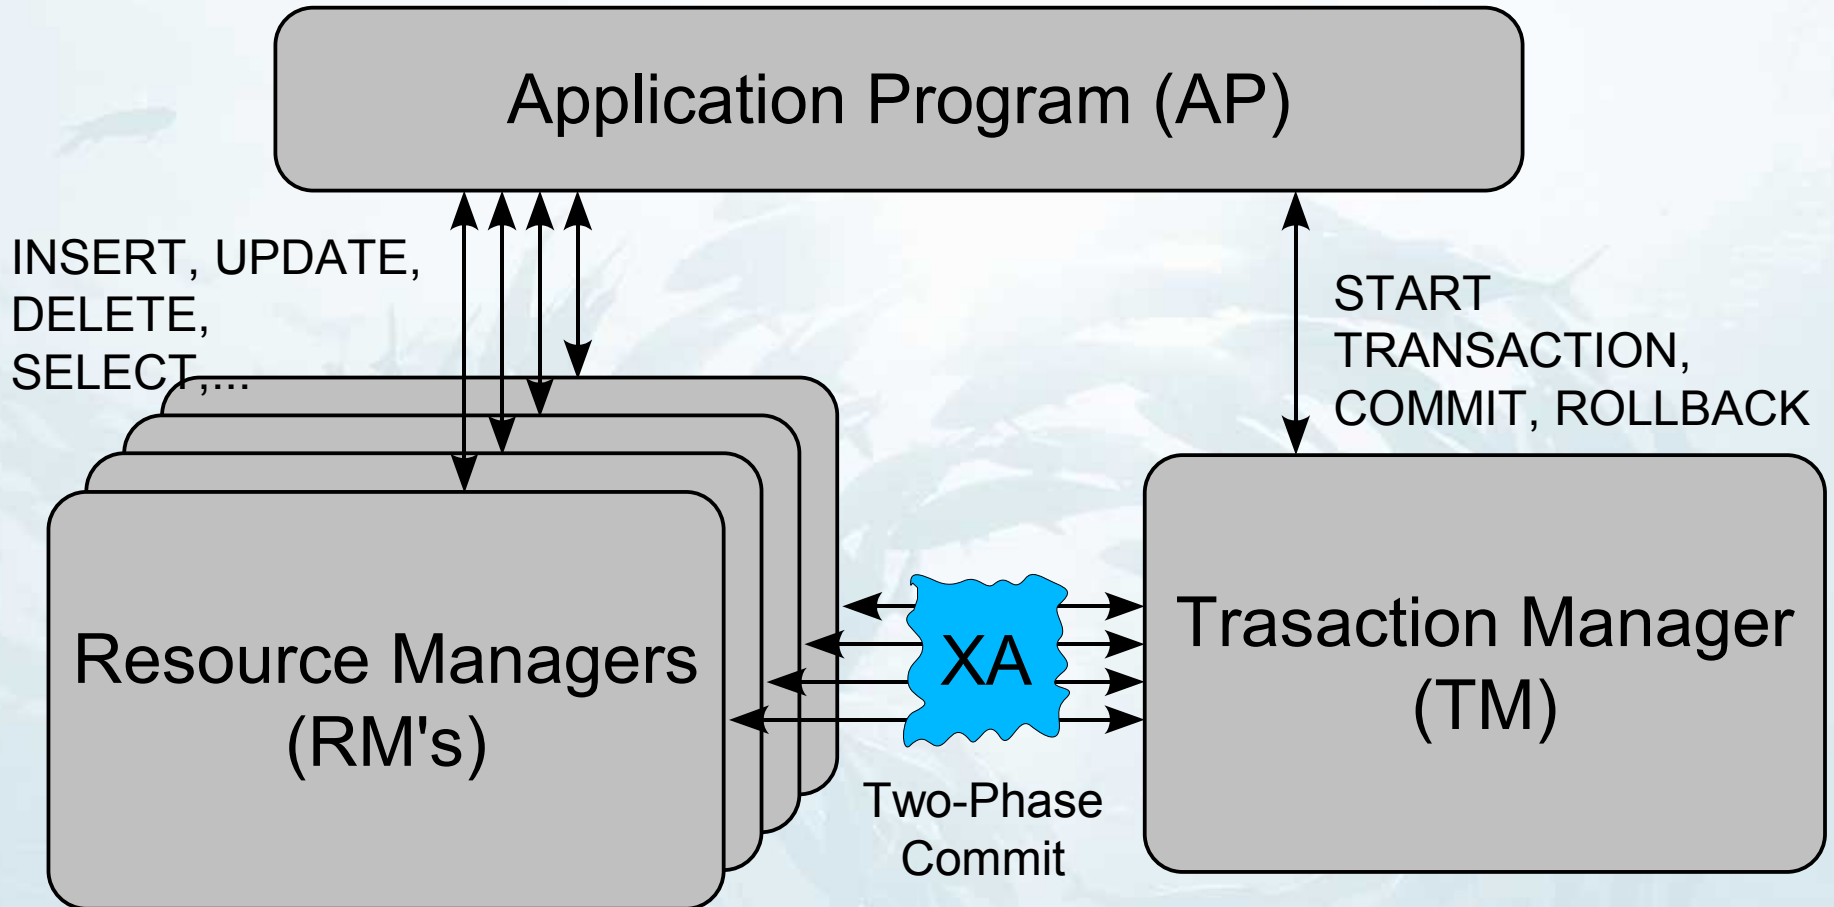 Application Program (AP)
INSERT, UPDATE,
DELETE,
SELECT,...
START
TRANSACTION,
COMMIT, ROLLBACK
Resource Managers
(RM's)
XA
Two-Phase
Commit
Trasaction Manager
(TM)